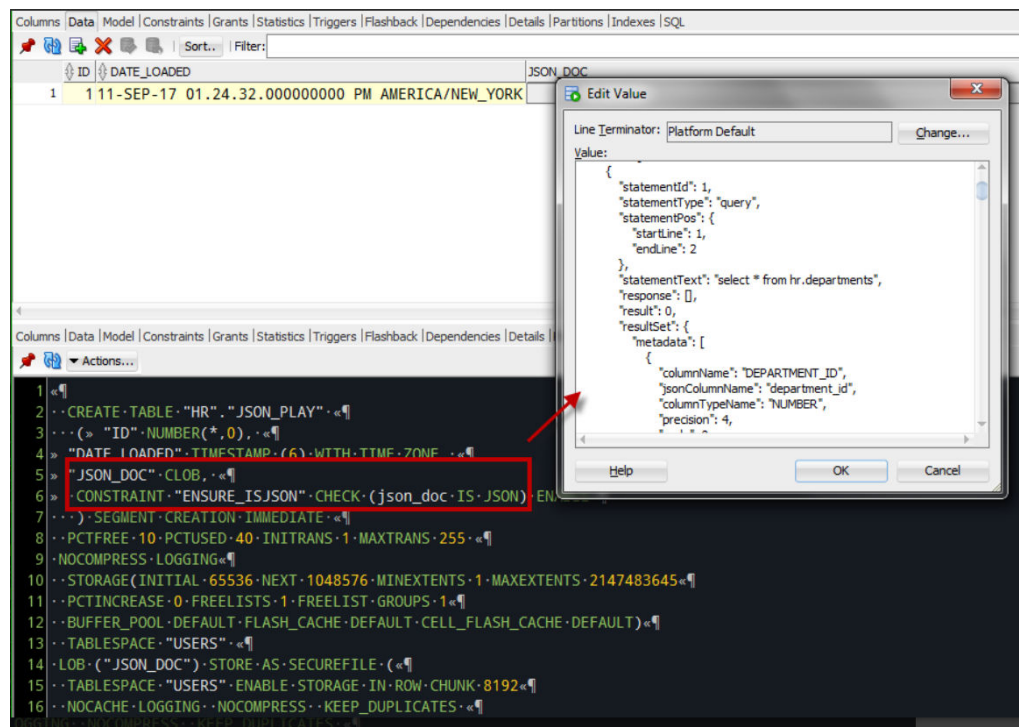 Columns Data Model Constraints Grants Statistics Triggers Flashback Dependencies Details Partitions Indexes SQL
Sort.. Filter:
ID DATE_LOADED JSON_DOC
1 1 11-SEP-17 01.24.32.000000000 PM AMERICA/NEW_YORK
Edit Value
Line Terminator: Platform Default Change...
Value:
{
"statementId": 1,
"statementType": "query",
"statementPos": {
"startLine": 1,
"endLine": 2
},
"statementText": "select * from hr.departments",
"response": [],
"result": 0,
"resultSet": {
"metadata": [
{
"columnName": "DEPARTMENT_ID",
"jsonColumnName": "department_id",
"columnTypeName": "NUMBER",
"precision": 4,
Help OK Cancel
Columns Data Model Constraints Grants Statistics Triggers Flashback Dependencies Details
Actions...
1 «¶
2 ··CREATE·TABLE·"HR"."JSON_PLAY"·«¶
3 ···(» "ID"·NUMBER(*,0),·«¶
4 » "DATE_LOADED"·TIMESTAMP·(6)·WITH·TIME·ZONE·,·«¶
5 » "JSON_DOC"·CLOB,·«¶
6 » ·CONSTRAINT·"ENSURE_ISJSON"·CHECK·(json_doc·IS·JSON)
7 ···)·SEGMENT·CREATION·IMMEDIATE·«¶
8 ··PCTFREE·10·PCTUSED·40·INITRANS·1·MAXTRANS·255·«¶
9 ·NOCOMPRESS·LOGGING«¶
10 ··STORAGE(INITIAL·65536·NEXT·1048576·MINEXTENTS·1·MAXEXTENTS·2147483645«¶
11 ··PCTINCREASE·0·FREELISTS·1·FREELIST·GROUPS·1«¶
12 ··BUFFER_POOL·DEFAULT·FLASH_CACHE·DEFAULT·CELL_FLASH_CACHE·DEFAULT)«¶
13 ··TABLESPACE·"USERS"·«¶
14 ·LOB·("JSON_DOC")·STORE·AS·SECUREFILE·(«¶
15 ··TABLESPACE·"USERS"·ENABLE·STORAGE·IN·ROW·CHUNK·8192«¶
16 ··NOCACHE·LOGGING··NOCOMPRESS··KEEP_DUPLICATES·«¶